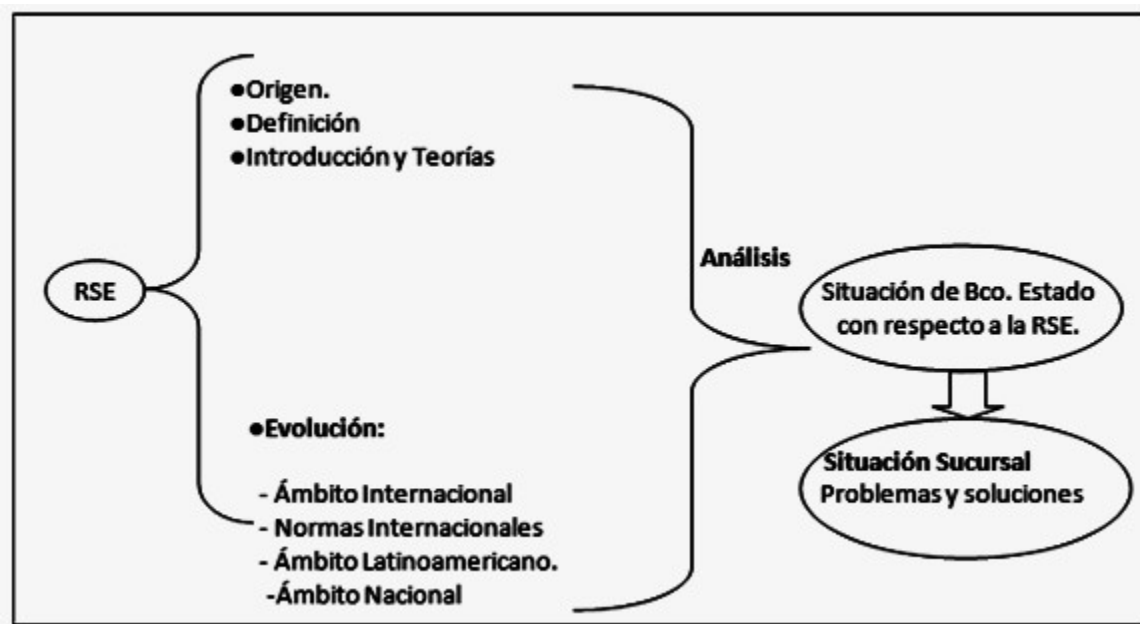 ●Origen.
●Definición
●Introducción y Teorías
RSE
●Evolución:
- Ámbito Internacional
- Normas Internacionales
- Ámbito Latinoamericano.
-Ámbito Nacional
Análisis
Situación de Bco. Estado
con respecto a la RSE.
Situación Sucursal
Problemas y soluciones